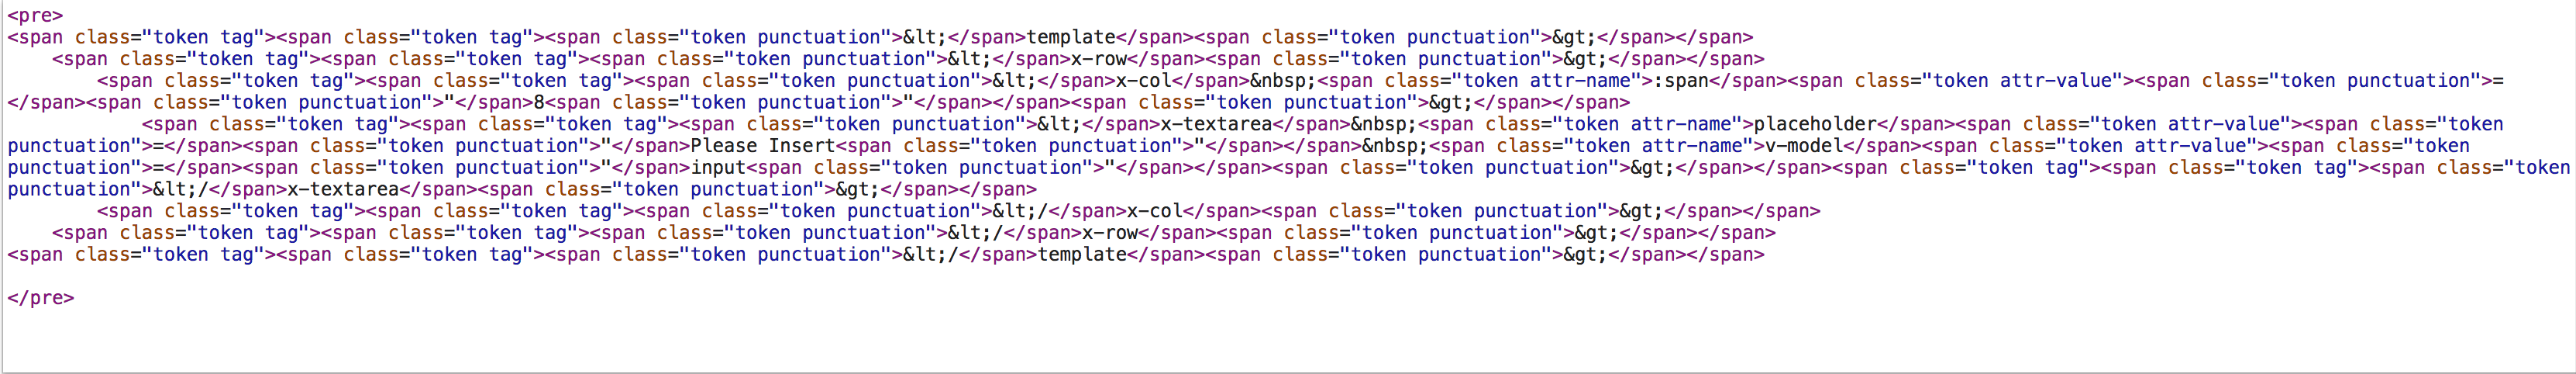 <pre>
<span class="token tag"><span class="token tag"><span class="token punctuation">&lt;</span>template</span><span class="token punctuation">&gt;</span></span>
    <span class="token tag"><span class="token tag"><span class="token punctuation">&lt;</span>x-row</span><span class="token punctuation">&gt;</span></span>
        <span class="token tag"><span class="token tag"><span class="token punctuation">&lt;</span>x-col</span>&nbsp;<span class="token attr-name">:span</span><span class="token attr-value"><span class="token punctuation">=
</span><span class="token punctuation">"</span>8<span class="token punctuation">"</span></span><span class="token punctuation">&gt;</span></span>
            <span class="token tag"><span class="token tag"><span class="token punctuation">&lt;</span>x-textarea</span>&nbsp;<span class="token attr-name">placeholder</span><span class="token attr-value"><span class="token
punctuation">=</span><span class="token punctuation">"</span>Please Insert<span class="token punctuation">"</span></span>&nbsp;<span class="token attr-name">v-model</span><span class="token attr-value"><span class="token
punctuation">=</span><span class="token punctuation">"</span>input<span class="token punctuation">"</span></span><span class="token punctuation">&gt;</span></span><span class="token tag"><span class="token tag"><span class="token
punctuation">&lt;/</span>x-textarea</span><span class="token punctuation">&gt;</span></span>
        <span class="token tag"><span class="token tag"><span class="token punctuation">&lt;/</span>x-col</span><span class="token punctuation">&gt;</span></span>
    <span class="token tag"><span class="token tag"><span class="token punctuation">&lt;/</span>x-row</span><span class="token punctuation">&gt;</span></span>
<span class="token tag"><span class="token tag"><span class="token punctuation">&lt;/</span>template</span><span class="token punctuation">&gt;</span></span>
</pre>